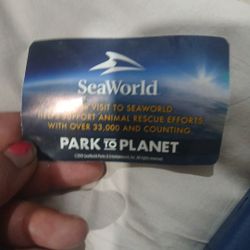 SeaWorld
VISIT TO SEAWORLD
HELPS SUPPORT ANIMAL RESCUE EFFORTS
WITH OVER 33,000 AND COUNTING
PARK TO PLANET